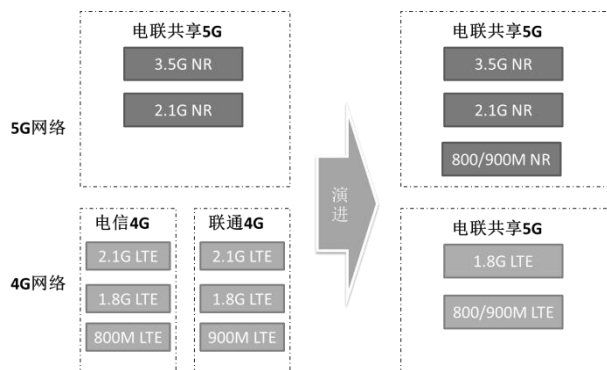 电联共享5G
3.5G NR
2.1G NR
5G网络
电信4G
联通4G
2.1G LTE
2.1G LTE
1.8G LTE
1.8G LTE
800M LTE
900M LTE
4G网络
演进
电联共享5G
3.5G NR
2.1G NR
800/900M NR
电联共享5G
1.8G LTE
800/900M LTE